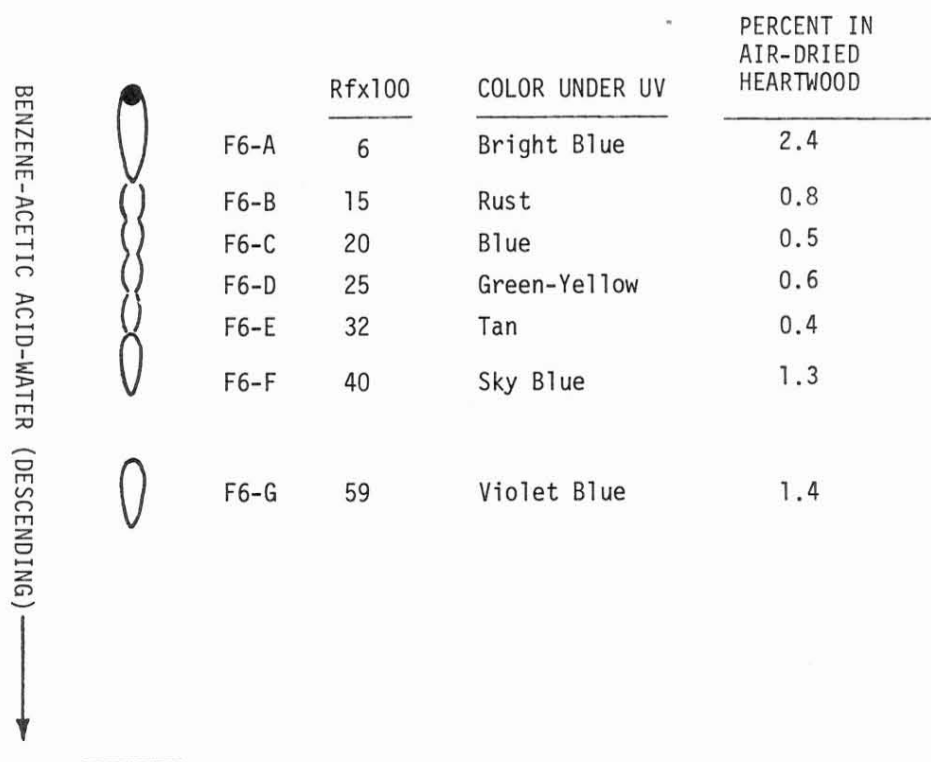 PERCENT IN
AIR-DRIED
HEARTWOOD
Rfx100 COLOR UNDER UV
F6-A 6 Bright Blue 2.4
F6-B 15 Rust 0.8
F6-C 20 Blue 0.5
F6-D 25 Green-Yellow 0.6
F6-E 32 Tan 0.4
F6-F 40 Sky Blue 1.3
F6-G 59 Violet Blue 1.4
BENZENE-ACETIC ACID-WATER (DESCENDING)